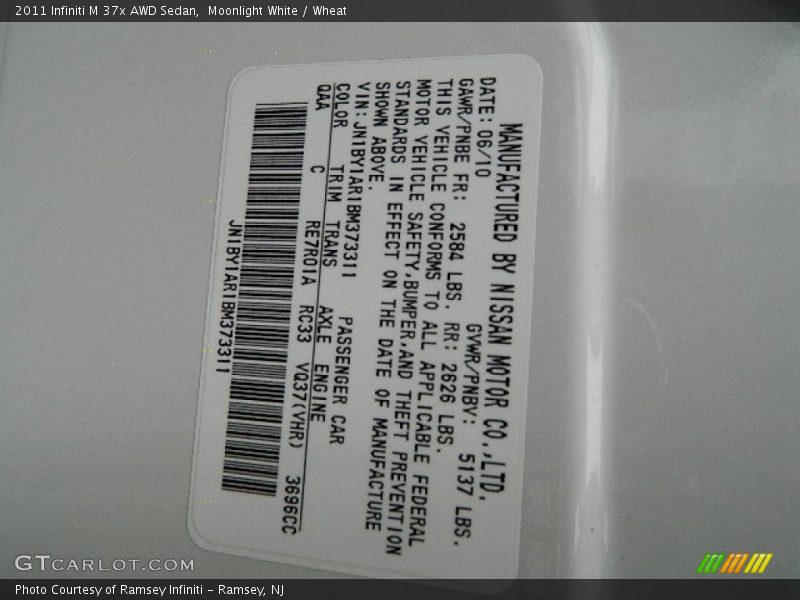 2011 Infiniti M 37x AWD Sedan,  Moonlight White / Wheat
MANUFACTURED BY NISSAN MOTOR CO.,LTD.
DATE: 06/10 GVWR/PNBV: 5137 LBS.
GAWR/PNBE FR: 2584 LBS. RR: 2626 LBS.
THIS VEHICLE CONFORMS TO ALL APPLICABLE FEDERAL
MOTOR VEHICLE SAFETY,BUMPER,AND THEFT PREVENTION
STANDARDS IN EFFECT ON THE DATE OF MANUFACTURE
SHOWN ABOVE.
VIN:JN1BY1AR1BM373311 PASSENGER CAR
COLOR TRIM TRANS AXLE ENGINE
QAA C RE7R01A RC33 VQ37(VHR) 3696CC
JN1BY1AR1BM373311
GTCARLOT.COM
Photo Courtesy of Ramsey Infiniti - Ramsey, NJ